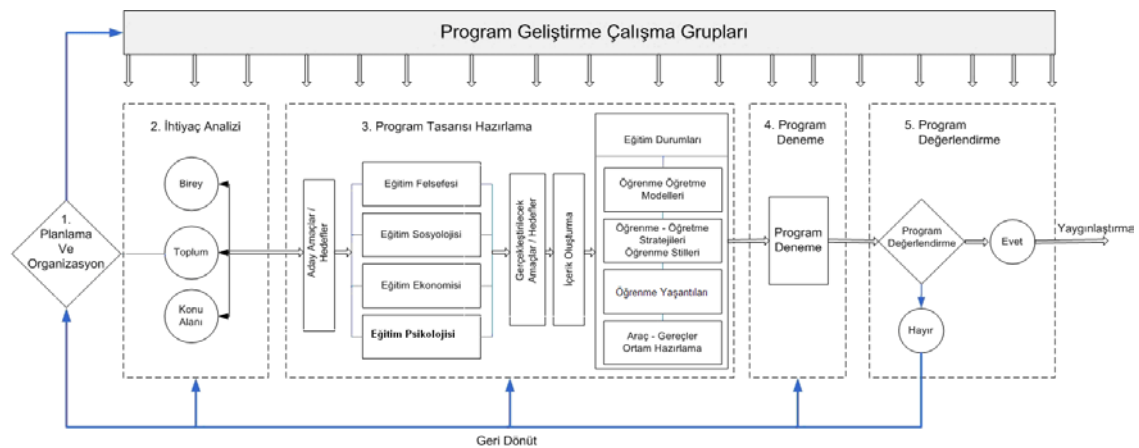 Program Geliştirme Çalışma Grupları
1.
Planlama
Ve
Organizasyon
2. İhtiyaç Analizi
Birey
Toplum
Konu
Alanı
3. Program Tasarısı Hazırlama
Aday Amaçlar /
Hedefler
Eğitim Felsefesi
Eğitim Sosyolojisi
Eğitim Ekonomisi
Eğitim Psikolojisi
Gerçekleştirilecek
Amaçlar / Hedefler
İçerik Oluşturma
Eğitim Durumları
Öğrenme Öğretme
Modelleri
Öğrenme - Öğretme
Stratejileri
Öğrenme Stilleri
Öğrenme Yaşantıları
Araç - Gereçler
Ortam Hazırlama
4. Program
Deneme
Program
Deneme
5. Program
Değerlendirme
Program
Değerlendirme
Evet
Yaygınlaştırma
Hayır
Geri Dönüt